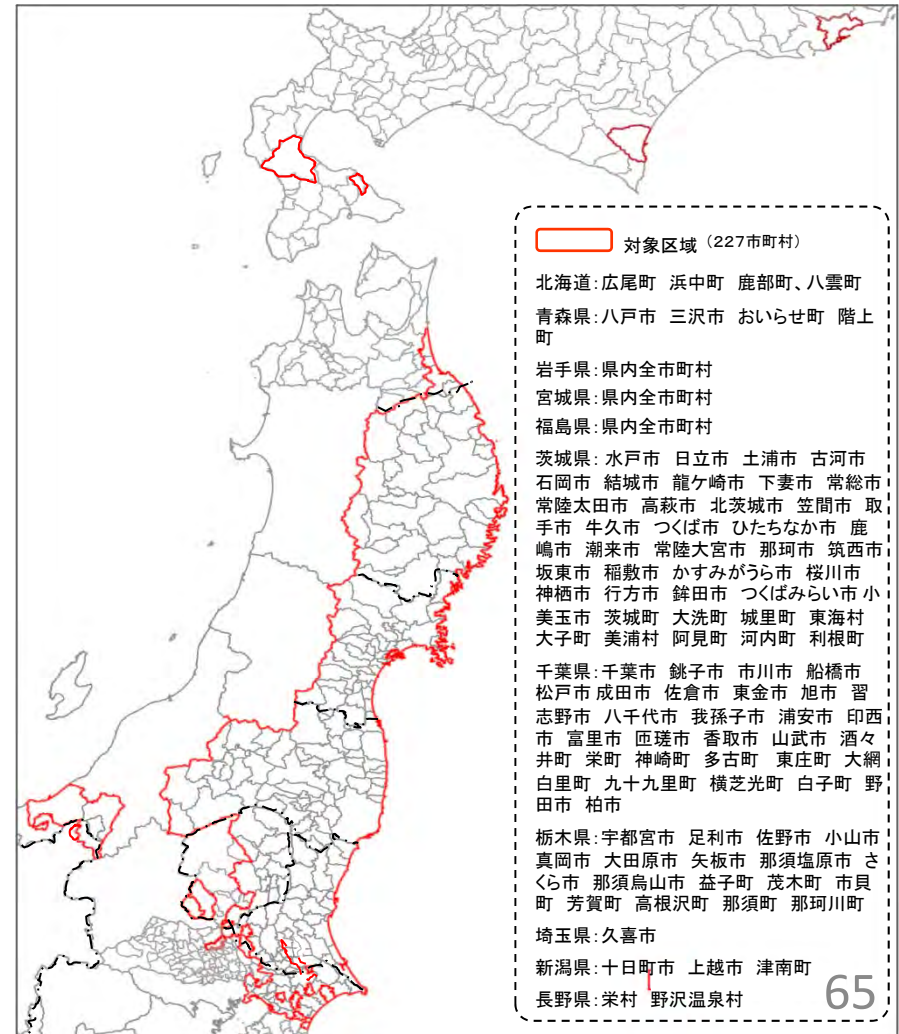 対象区域（227市町村）
北海道：広尾町 浜中町 鹿部町、八雲町
青森県：八戸市 三沢市 おいらせ町 階上
町
岩手県：県内全市町村
宮城県：県内全市町村
福島県：県内全市町村
茨城県：水戸市 日立市 土浦市 古河市
石岡市 結城市 龍ケ崎市 下妻市 常総市
常陸太田市 高萩市 北茨城市 笠間市 取
手市 牛久市 つくば市 ひたちなか市 鹿
嶋市 潮来市 常陸大宮市 那珂市 筑西市
坂東市 稲敷市 かすみがうら市 桜川市
神栖市 行方市 鉾田市 つくばみらい市 小
美玉市 茨城町 大洗町 城里町 東海村
大子町 美浦村 阿見町 河内町 利根町
千葉県：千葉市 銚子市 市川市 船橋市
松戸市 成田市 佐倉市 東金市 旭市 習
志野市 八千代市 我孫子市 浦安市 印西
市 富里市 匝瑳市 香取市 山武市 酒々
井町 栄町 神崎町 多古町 東庄町 大網
白里町 九十九里町 横芝光町 白子町 野
田市 柏市
栃木県：宇都宮市 足利市 佐野市 小山市
真岡市 大田原市 矢板市 那須塩原市 さ
くら市 那須烏山市 益子町 茂木町 市貝
町 芳賀町 高根沢町 那須町 那珂川町
埼玉県：久喜市
新潟県：十日町市 上越市 津南町
長野県：栄村 野沢温泉村
65